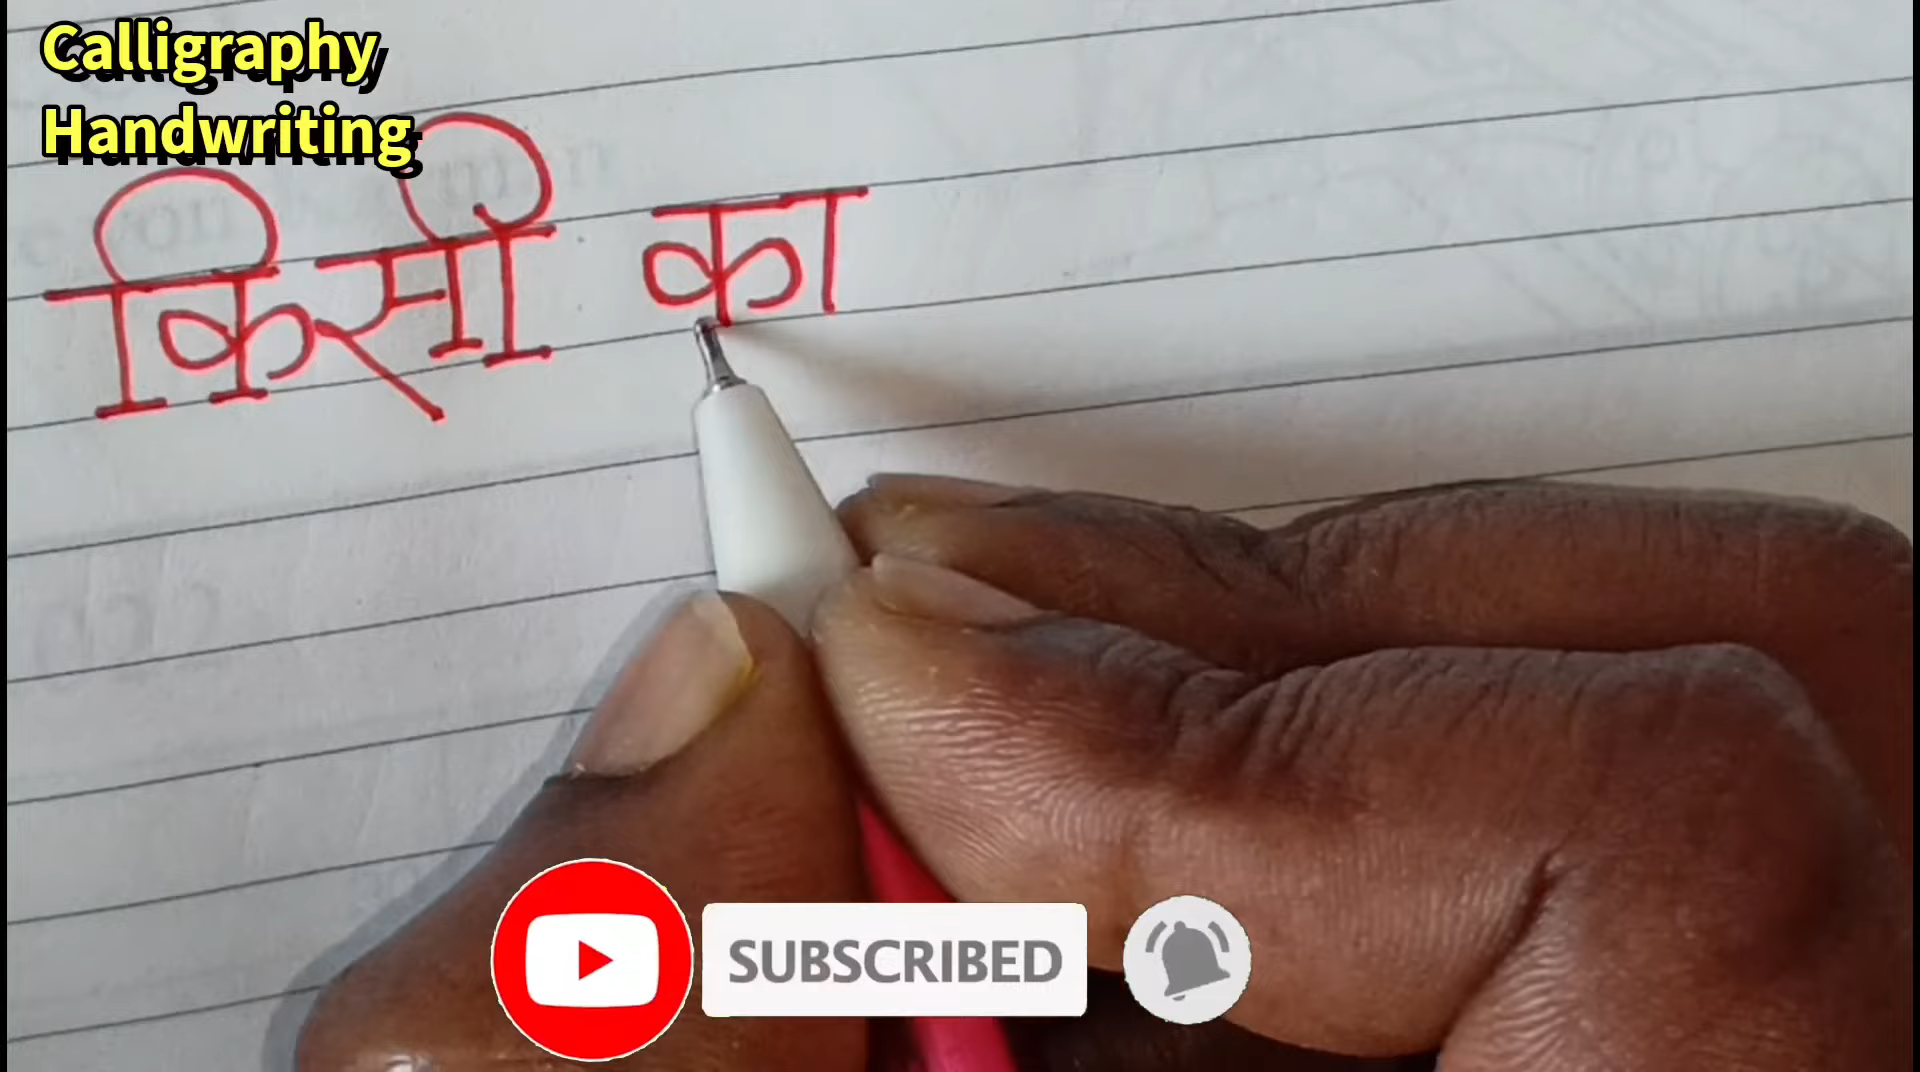 Calligraphy
Handwriting
किसी का
SUBSCRIBED